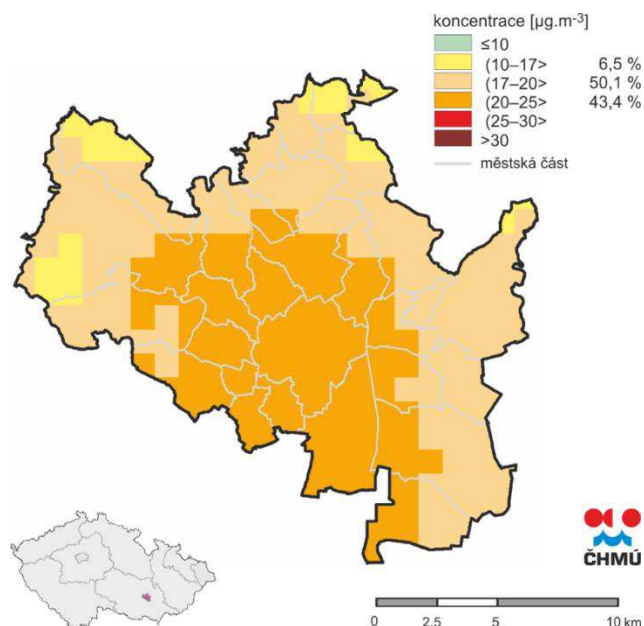 koncentrace [µg.m⁻³]
≤10
(10–17> 6,5 %
(17–20> 50,1 %
(20–25> 43,4 %
(25–30>
>30
městská část
ČHMÚ
0 2,5 5 10 km